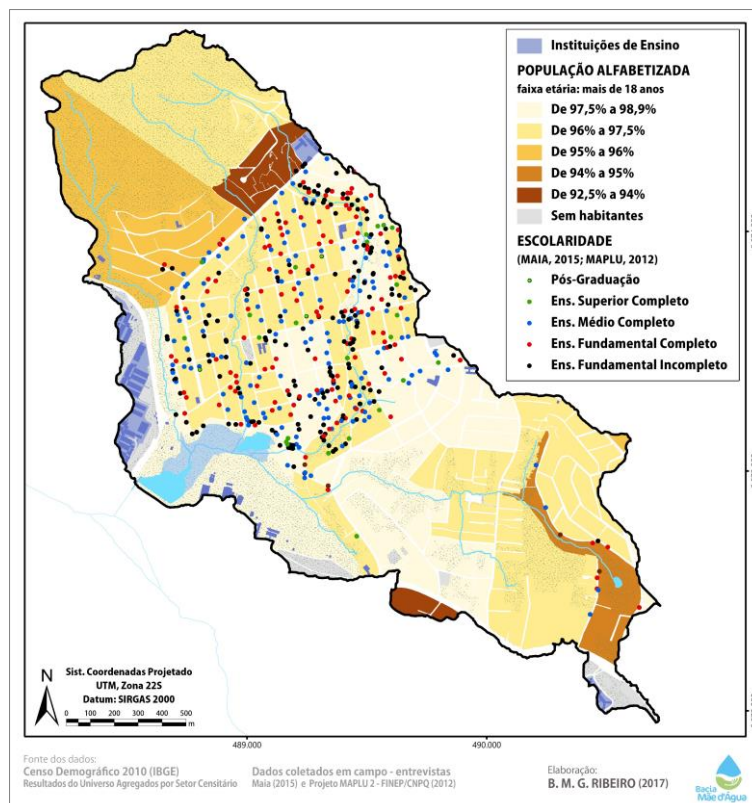 Instituições de Ensino
POPULAÇÃO ALFABETIZADA
faixa etária: mais de 18 anos
De 97,5% a 98,9%
De 96% a 97,5%
De 95% a 96%
De 94% a 95%
De 92,5% a 94%
Sem habitantes
ESCOLARIDADE
(MAIA, 2015; MAPLU, 2012)
Pós-Graduação
Ens. Superior Completo
Ens. Médio Completo
Ens. Fundamental Completo
Ens. Fundamental Incompleto
N
Sist. Coordenadas Projetado
UTM, Zona 22S
Datum: SIRGAS 2000
0 100 200 300 400 500
m
489.000
490.000
Fonte dos dados:
Censo Demográfico 2010 (IBGE)
Resultados do Universo Agregados por Setor Censitário
Dados coletados em campo - entrevistas
Maia (2015) e Projeto MAPLU 2 - FINEP/CNPQ (2012)
Elaboração:
B. M. G. RIBEIRO (2017)
Bacia
Mãe d'Água